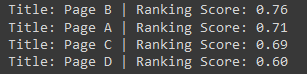 Title: Page B | Ranking Score: 0.76
Title: Page A | Ranking Score: 0.71
Title: Page C | Ranking Score: 0.69
Title: Page D | Ranking Score: 0.60